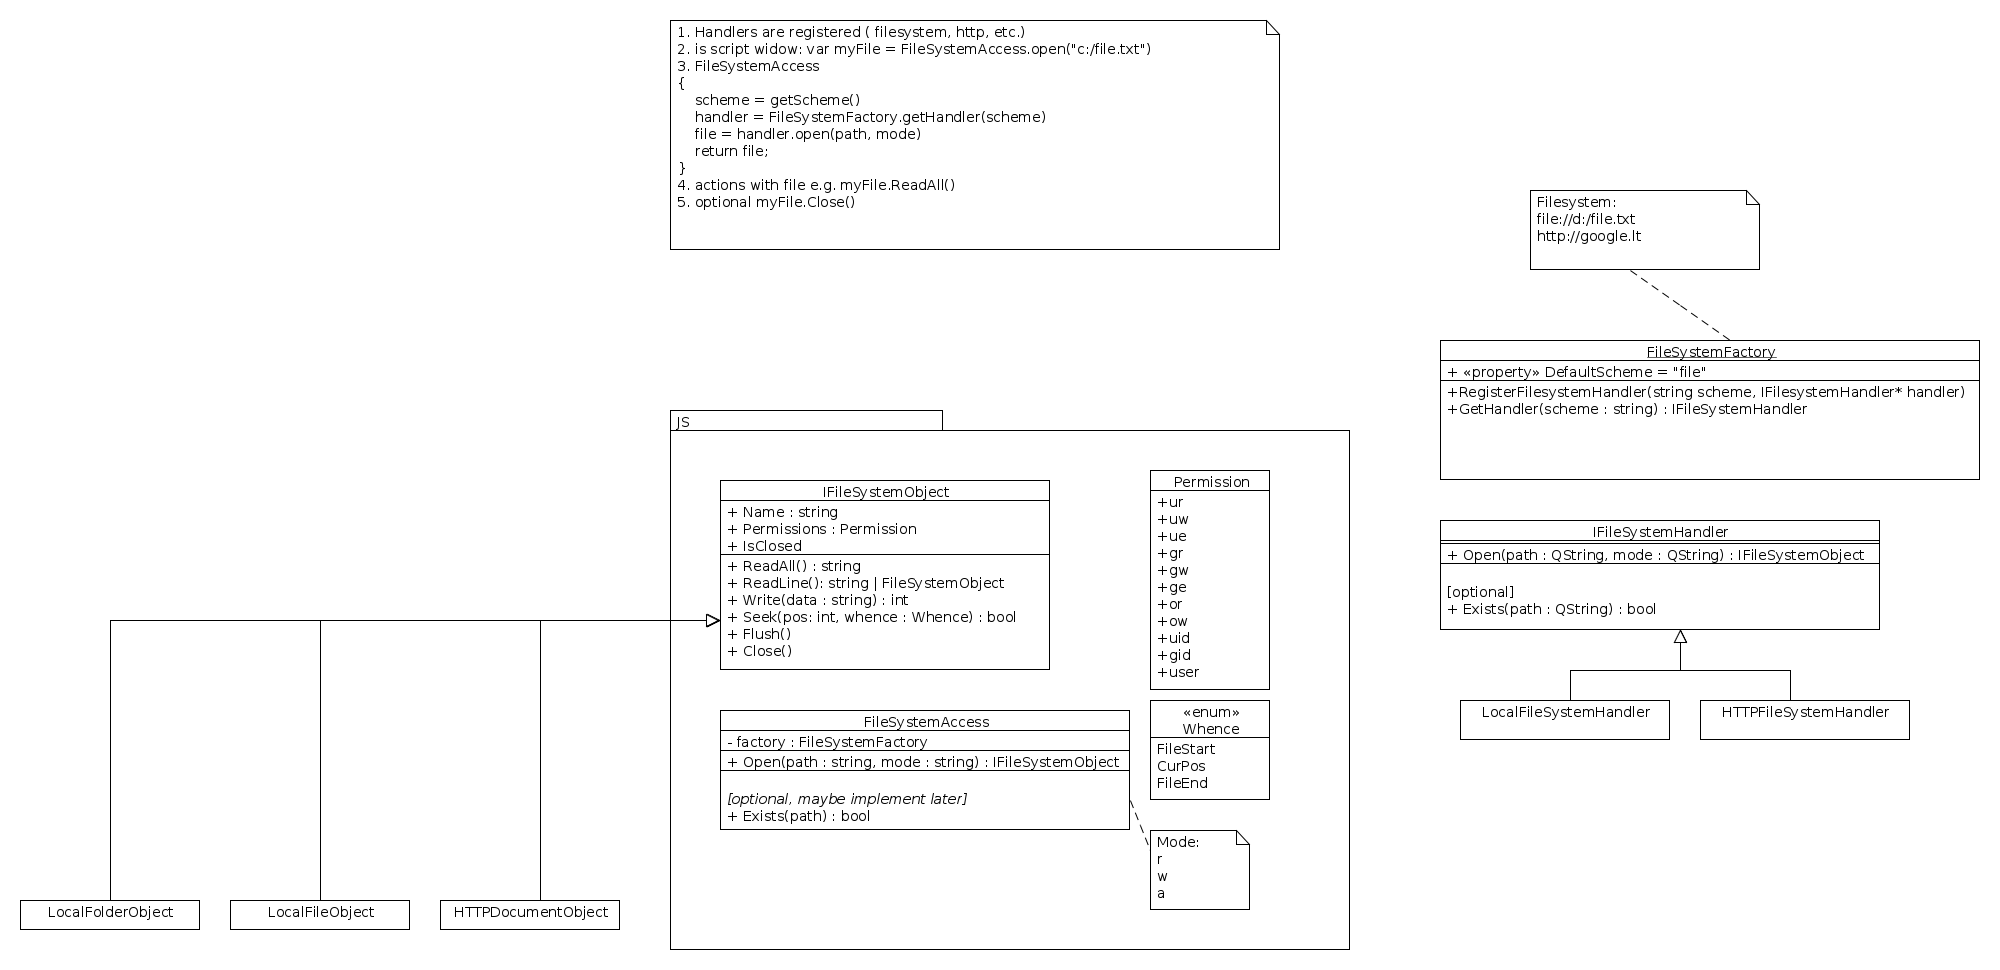 1. Handlers are registered ( filesystem, http, etc.)
2. is script widow: var myFile = FileSystemAccess.open("c:/file.txt")
3. FileSystemAccess
{
scheme = getScheme()
handler = FileSystemFactory.getHandler(scheme)
file = handler.open(path, mode)
return file;
}
4. actions with file e.g. myFile.ReadAll()
5. optional myFile.Close()
Filesystem:
file://d:/file.txt
http://google.lt
FileSystemFactory
+ «property» DefaultScheme = "file"
+RegisterFilesystemHandler(string scheme, IFilesystemHandler* handler)
+GetHandler(scheme : string) : IFileSystemHandler
JS
IFileSystemObject
+ Name : string
+ Permissions : Permission
+ IsClosed
+ ReadAll() : string
+ ReadLine(): string | FileSystemObject
+ Write(data : string) : int
+ Seek(pos: int, whence : Whence) : bool
+ Flush()
+ Close()
Permission
+ur
+uw
+ue
+gr
+gw
+ge
+or
+ow
+uid
+gid
+user
IFileSystemHandler
+ Open(path : QString, mode : QString) : IFileSystemObject
[optional]
+ Exists(path : QString) : bool
LocalFileSystemHandler
HTTPFileSystemHandler
FileSystemAccess
- factory : FileSystemFactory
+ Open(path : string, mode : string) : IFileSystemObject
[optional, maybe implement later]
+ Exists(path) : bool
«enum»
Whence
FileStart
CurPos
FileEnd
Mode:
r
w
a
LocalFolderObject
LocalFileObject
HTTPDocumentObject